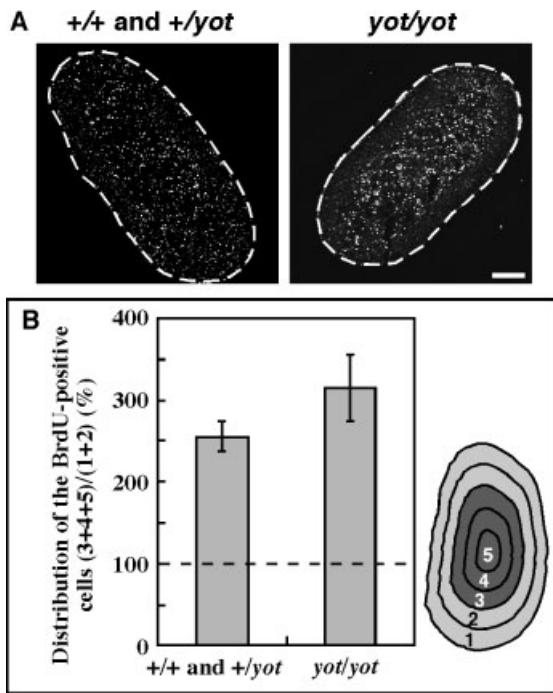 A
+/+ and +/yot
yot/yot
B
Distribution of the BrdU-positive
cells (3+4+5)/(1+2) (%)
400
300
200
100
0
+/+ and +/yot
yot/yot
5
4
3
2
1